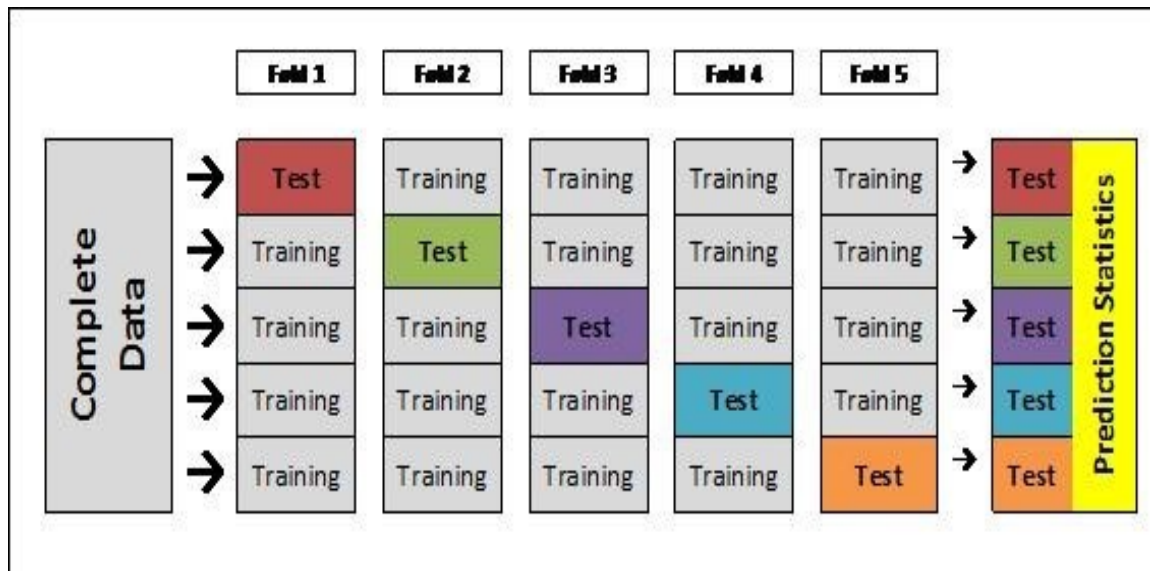 Fold 1 Fold 2 Fold 3 Fold 4 Fold 5
Complete
Data
Test Training Training Training Training Test
Training Test Training Training Training Test
Training Training Test Training Training Test
Training Training Training Test Training Test
Training Training Training Training Test Test
Prediction Statistics